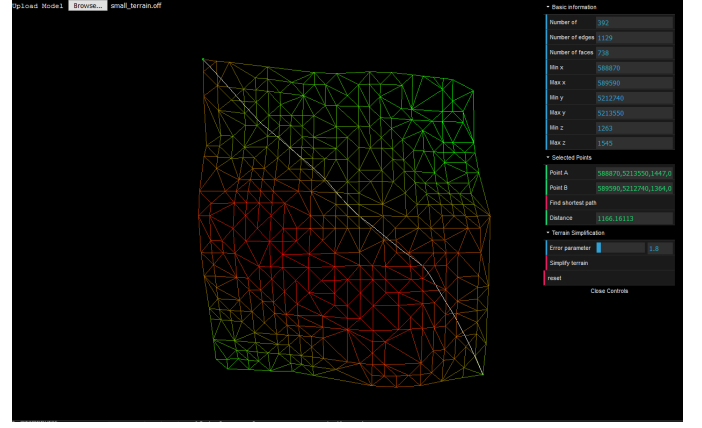 Upload Model Browse... small_terrain.off
Basic information
Number of 392
Number of edges 1129
Number of faces 738
Min x 588870
Max x 589590
Min y 5212740
Max y 5213550
Min z 1263
Max z 1545
Selected Points
Point A 588870,5213550,1447,0
Point B 589590,5212740,1364,0
Find shortest path
Distance 1166.16113
Terrain Simplification
Error parameter 1.8
Simplify terrain
reset
Close Controls